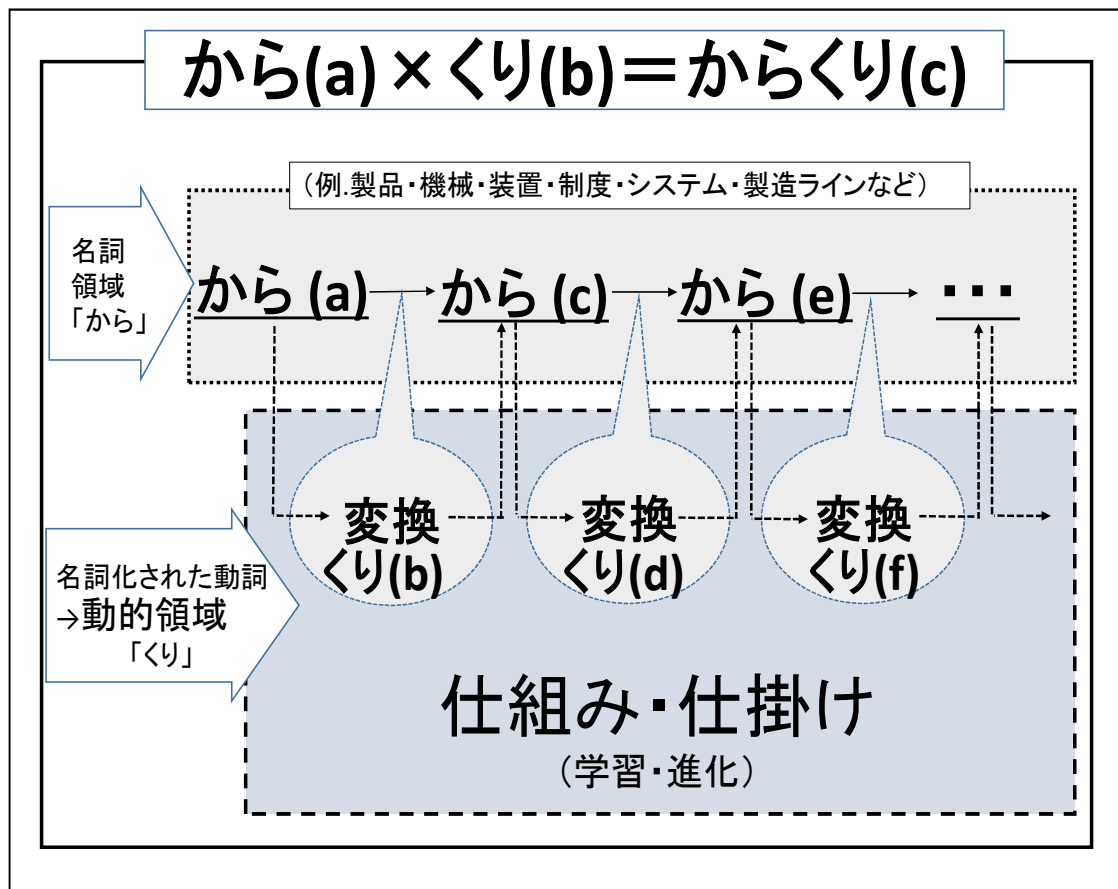 から(a)×くり(b)=からくり(c)
（例.製品・機械・装置・制度・システム・製造ラインなど）
名詞
領域
「から」
から (a)
から (c)
から (e)
・・・
変換
くり(b)
変換
くり(d)
変換
くり(f)
名詞化された動詞
→動的領域
「くり」
仕組み・仕掛け
（学習・進化）